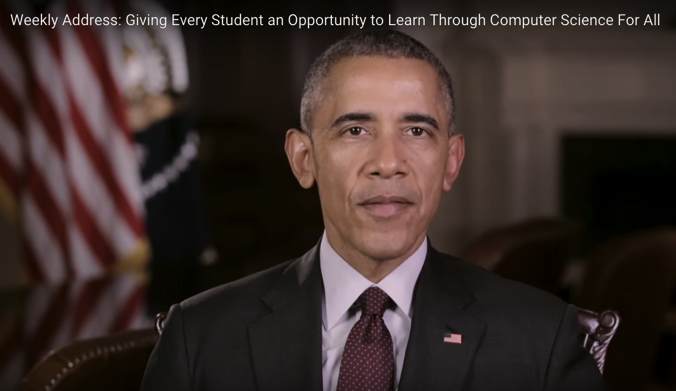 Weekly Address: Giving Every Student an Opportunity to Learn Through Computer Science For All